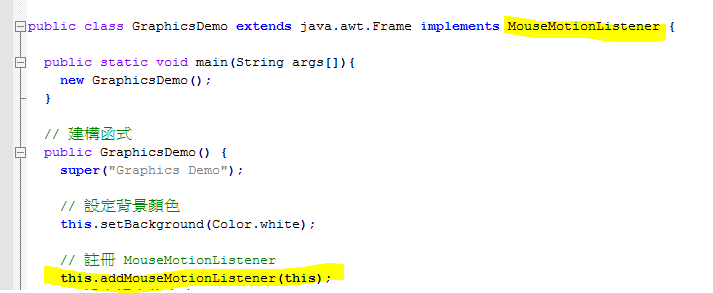 public class GraphicsDemo extends java.awt.Frame implements MouseMotionListener {
public static void main(String args[]){
new GraphicsDemo();
}
// 建構函式
public GraphicsDemo() {
super("Graphics Demo");
// 設定背景顏色
this.setBackground(Color.white);
// 註冊 MouseMotionListener
this.addMouseMotionListener(this);